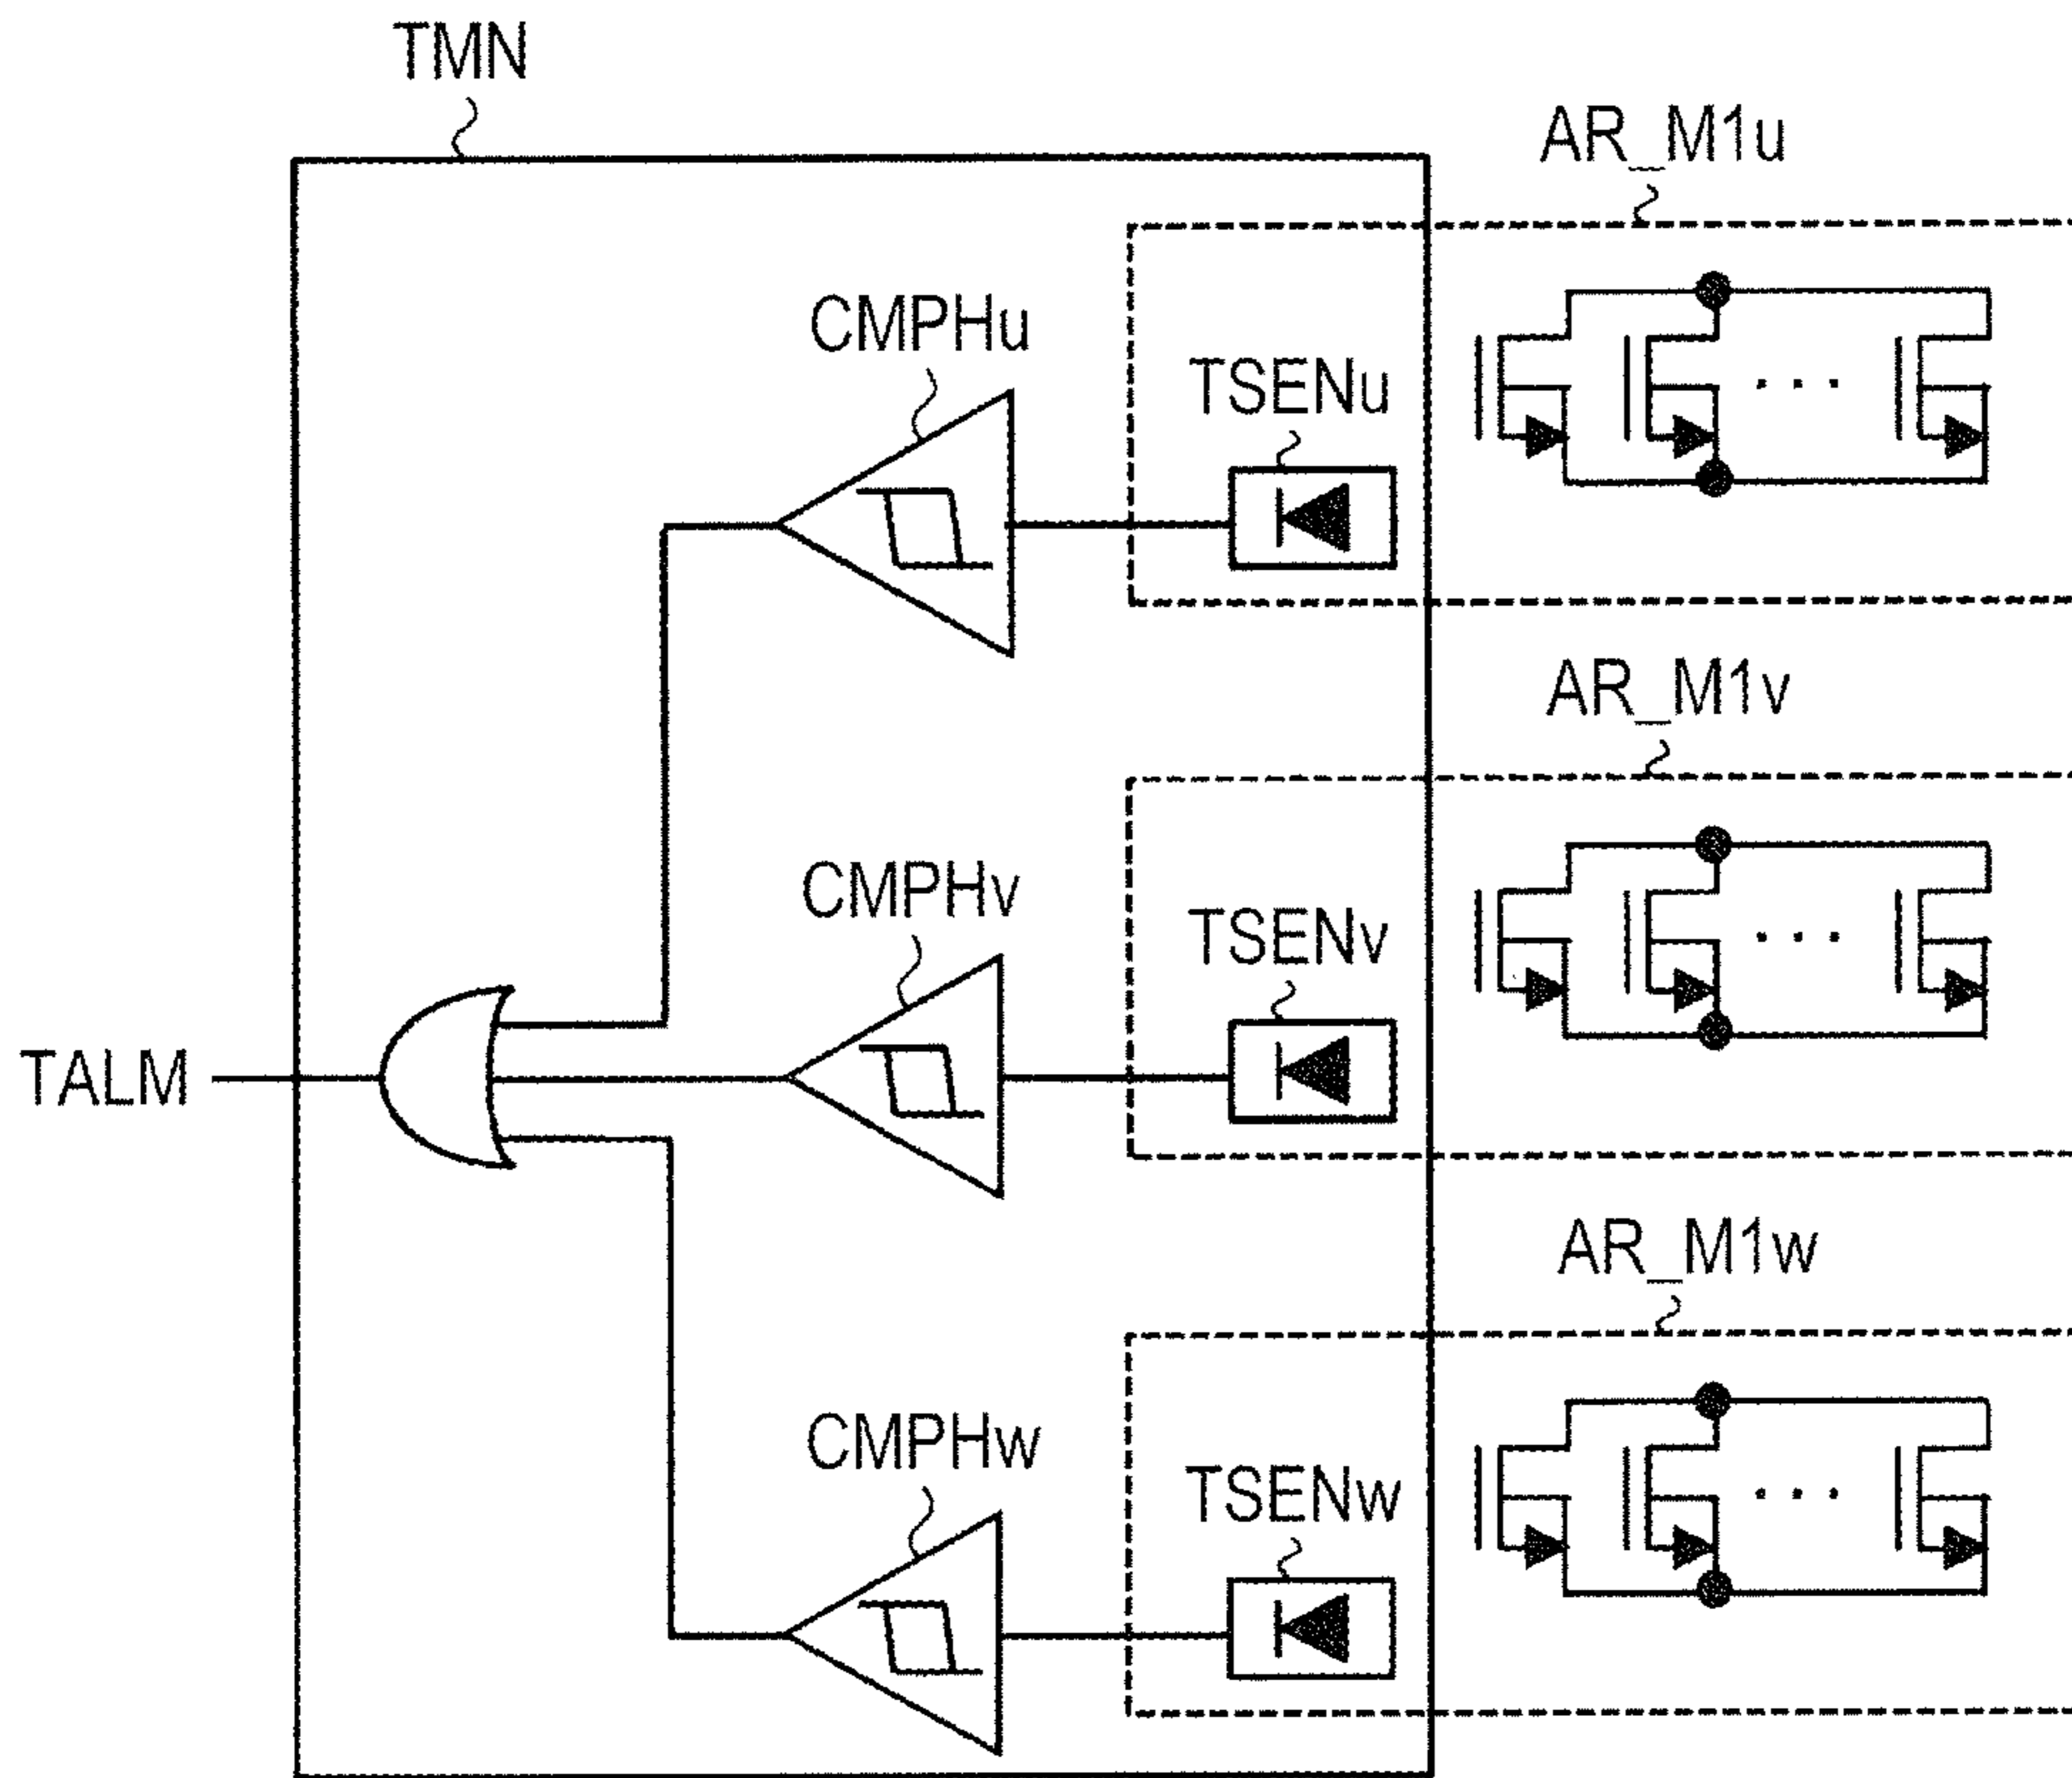 TMN
AR_M1u
CMPHu
TSENu
AR_M1v
CMPHv
TSENv
TALM
AR_M1w
CMPHw
TSENw